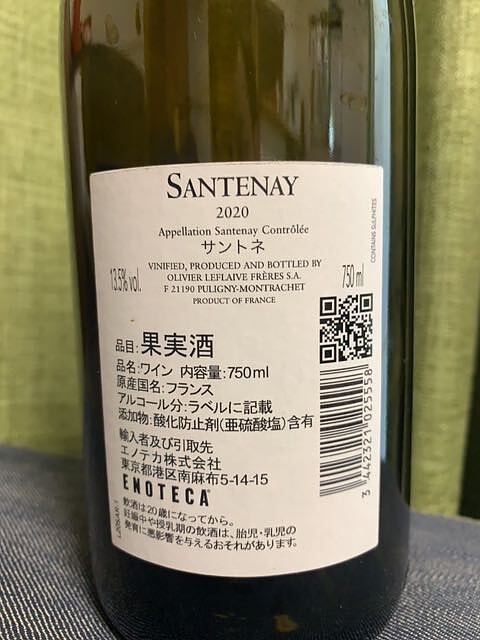 SANTENAY
2020
Appellation Santenay Contrôlée
サントネ
VINIFIED, PRODUCED AND BOTTLED BY
OLIVIER LEFLAIVE FRÈRES S.A.
F 21190 PULIGNY-MONTRACHET
PRODUCT OF FRANCE
13.5% vol.
750 ml
CONTAINS SULPHITES
品目:果実酒
品名:ワイン 内容量:750ml
原産国名:フランス
アルコール分:ラベルに記載
添加物:酸化防止剤(亜硫酸塩)含有
輸入者及び引取先
エノテカ株式会社
東京都港区南麻布5-14-15
ENOTECA
飲酒は20歳になってから。
妊娠中や授乳期の飲酒は、胎児・乳児の
発育に悪影響を与えるおそれがあります。
3 442321 025558